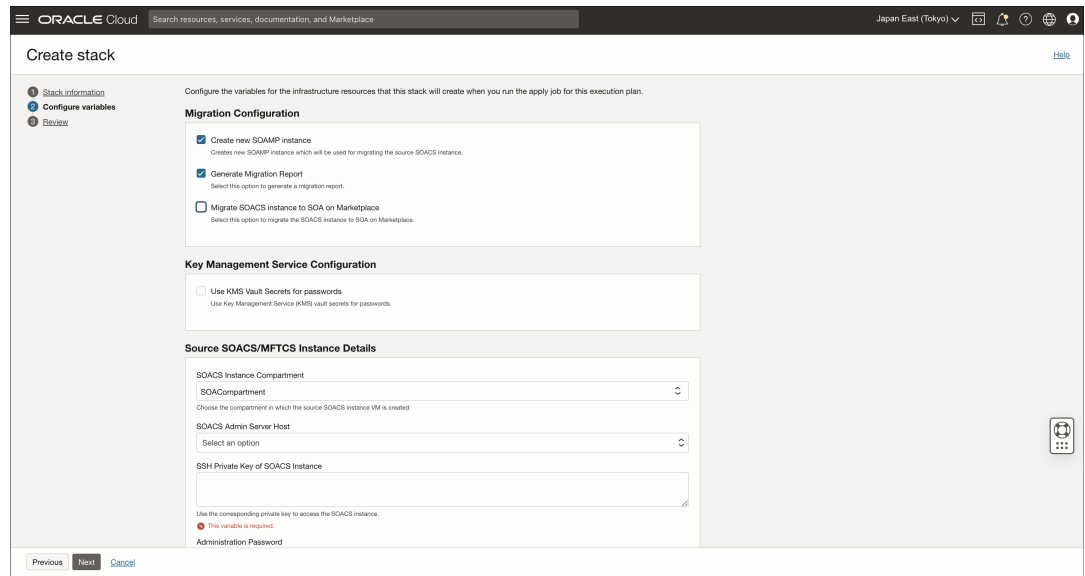 ORACLE Cloud
Search resources, services, documentation, and Marketplace
Japan East (Tokyo)
Create stack
Help
1 Stack information
2 Configure variables
3 Review
Configure the variables for the infrastructure resources that this stack will create when you run the apply job for this execution plan.
Migration Configuration
Create new SOAMP instance
Creates new SOAMP instance which will be used for migrating the source SOACS instance.
Generate Migration Report
Select this option to generate a migration report.
Migrate SOACS instance to SOA on Marketplace
Select this option to migrate the SOACS instance to SOA on Marketplace.
Key Management Service Configuration
Use KMS Vault Secrets for passwords
Use Key Management Service (KMS) vault secrets for passwords.
Source SOACS/MFTCS Instance Details
SOACS Instance Compartment
SOACompartment
Choose the compartment in which the source SOACS instance VM is created
SOACS Admin Server Host
Select an option
SSH Private Key of SOACS Instance
Use the corresponding private key to access the SOACS instance.
This variable is required.
Administration Password
Previous
Next
Cancel